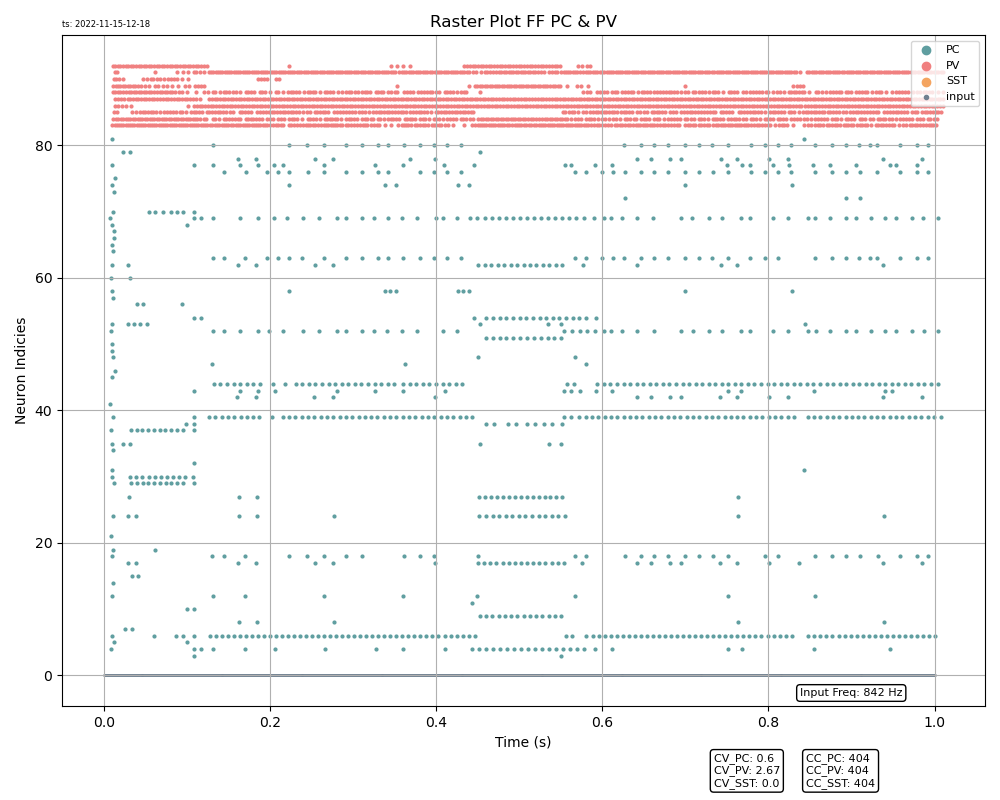 ts: 2022-11-15-12-18
Raster Plot FF PC & PV
PC
PV
SST
input
Neuron Indicies
80
60
40
20
0
0.0 0.2 0.4 0.6 0.8 1.0
Time (s)
Input Freq: 842 Hz
CV_PC: 0.6
CV_PV: 2.67
CV_SST: 0.0
CC_PC: 404
CC_PV: 404
CC_SST: 404